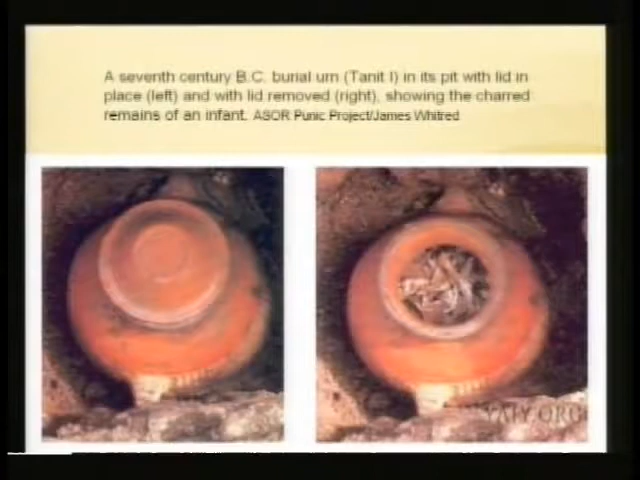 A seventh century B.C. burial urn (Tanit I) in its pit with lid in
place (left) and with lid removed (right), showing the charred
remains of an infant. ASOR Punic Project/James Whitred